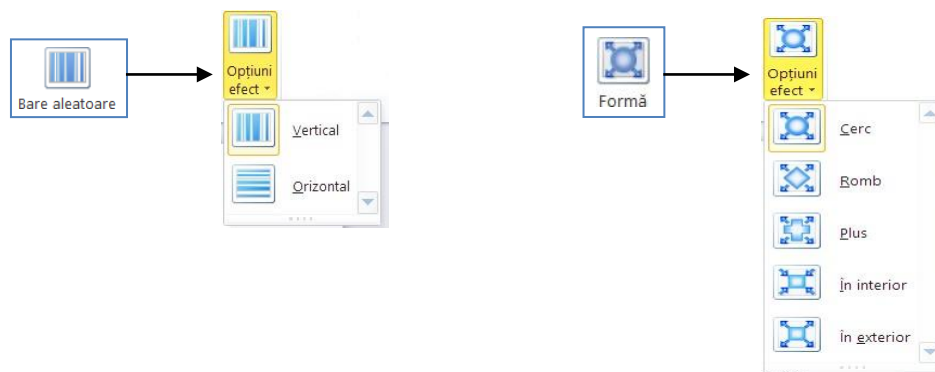 Bare aleatoare
Opțiuni
efect
Vertical
Orizontal
Formă
Opțiuni
efect
Cerc
Romb
Plus
În interior
În exterior